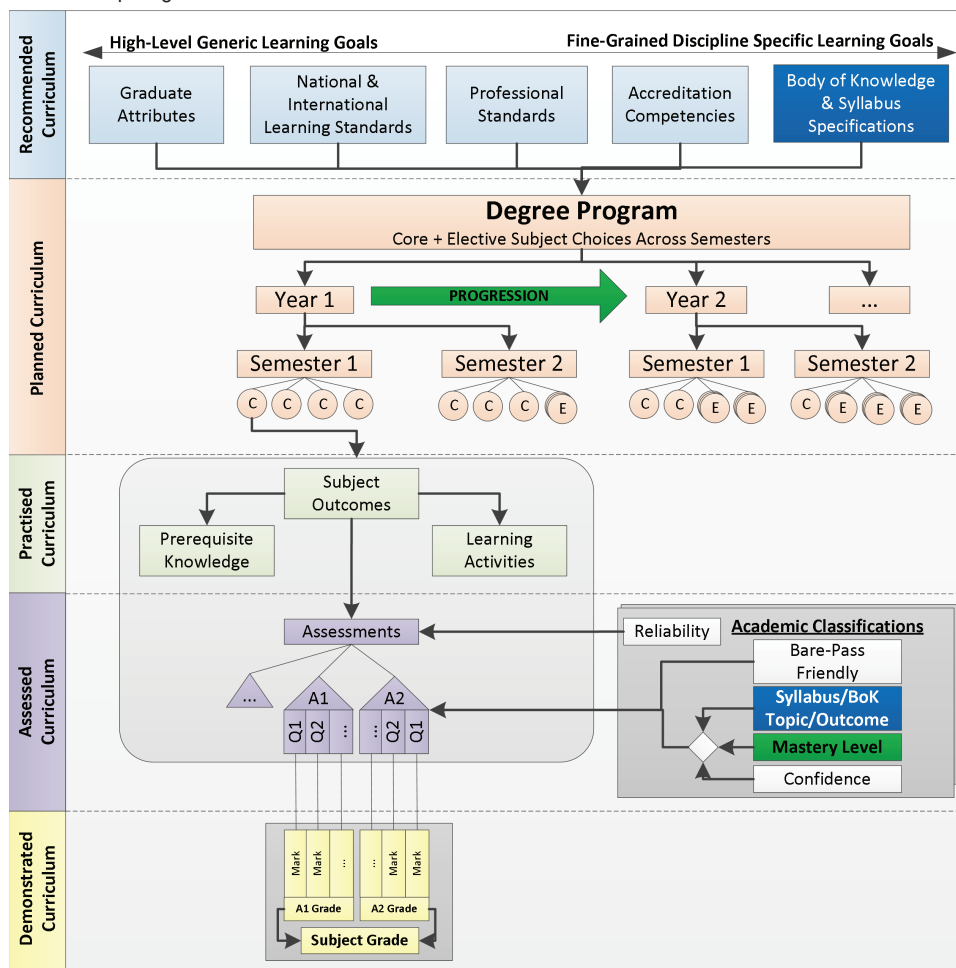 Recommended
Curriculum
High-Level Generic Learning Goals
Fine-Grained Discipline Specific Learning Goals
Graduate
Attributes
National &
International
Learning Standards
Professional
Standards
Accreditation
Competencies
Body of Knowledge
& Syllabus
Specifications
Planned Curriculum
Degree Program
Core + Elective Subject Choices Across Semesters
Year 1
PROGRESSION
Year 2
...
Semester 1
Semester 2
Semester 1
Semester 2
C C C C
C C C E
C C E E
C E E E
Practised
Curriculum
Subject
Outcomes
Prerequisite
Knowledge
Learning
Activities
Assessed
Curriculum
Assessments
...
A1
A2
Q1
Q2
...
...
Q2
Q1
Reliability
Academic Classifications
Bare-Pass
Friendly
Syllabus/BoK
Topic/Outcome
Mastery Level
Confidence
Demonstrated
Curriculum
Mark
Mark
...
...
Mark
Mark
A1 Grade
A2 Grade
Subject Grade